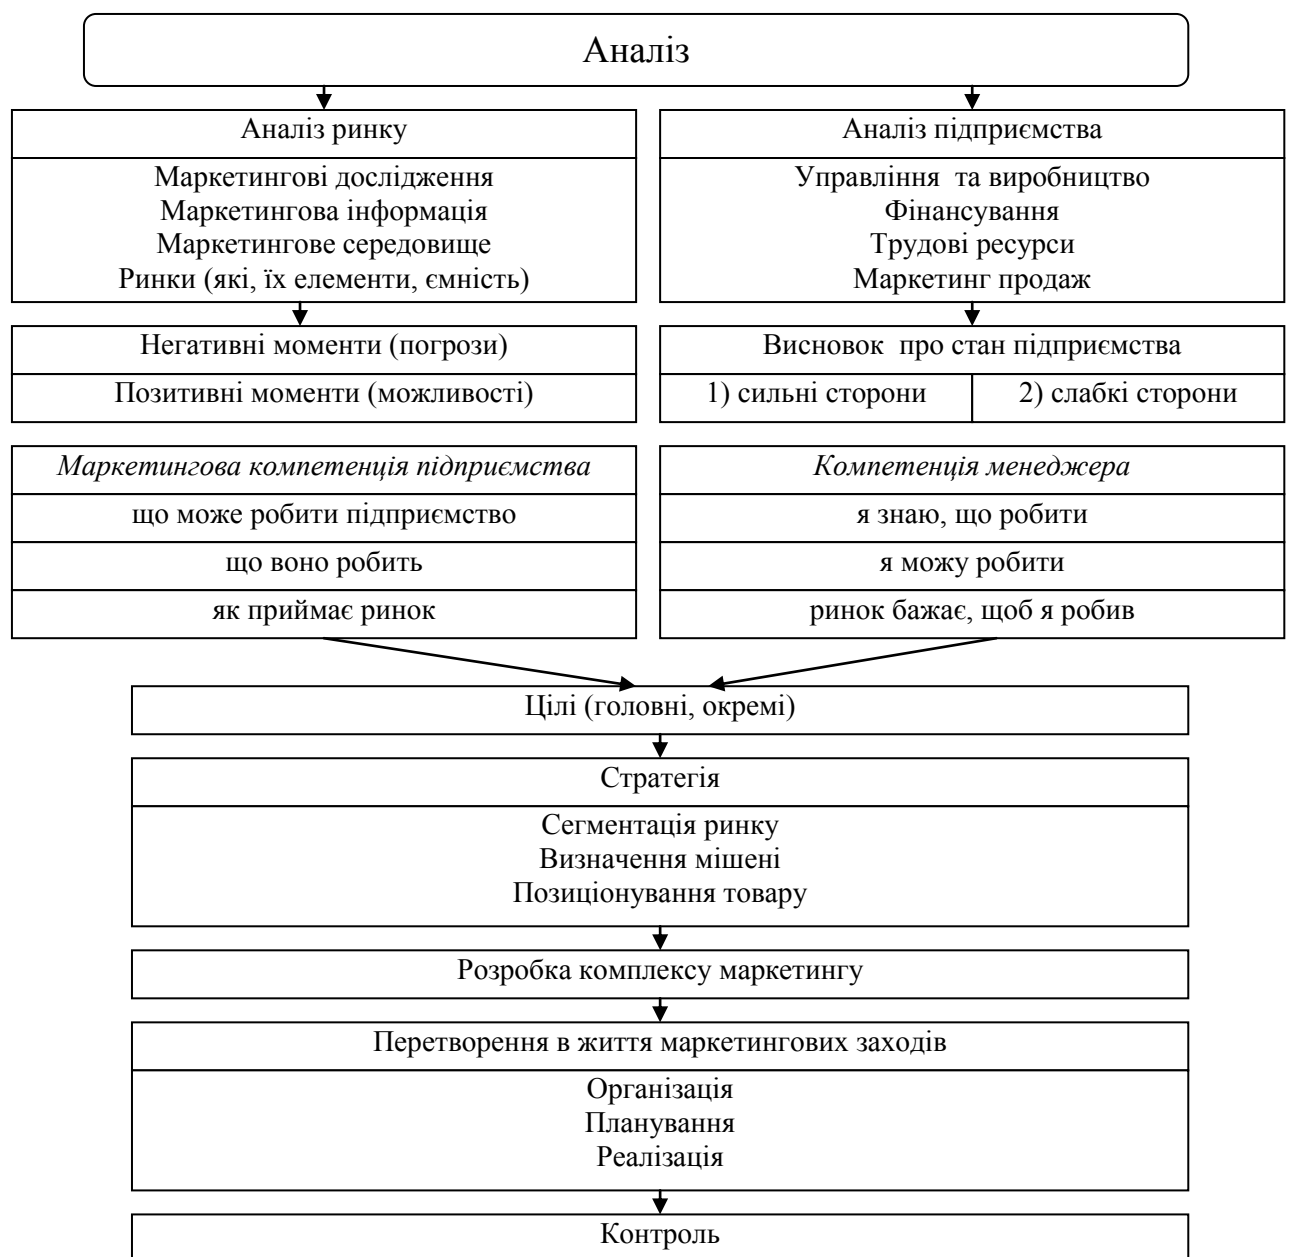 Аналіз
Аналіз ринку
Маркетингові дослідження
Маркетингова інформація
Маркетингове середовище
Ринки (які, їх елементи, ємність)
Аналіз підприємства
Управління та виробництво
Фінансування
Трудові ресурси
Маркетинг продаж
Негативні моменти (погрози)
Позитивні моменти (можливості)
Висновок про стан підприємства
1) сильні сторони
2) слабкі сторони
Маркетингова компетенція підприємства
що може робити підприємство
що воно робить
як приймає ринок
Компетенція менеджера
я знаю, що робити
я можу робити
ринок бажає, щоб я робив
Цілі (головні, окремі)
Стратегія
Сегментація ринку
Визначення мішені
Позиціонування товару
Розробка комплексу маркетингу
Перетворення в життя маркетингових заходів
Організація
Планування
Реалізація
Контроль